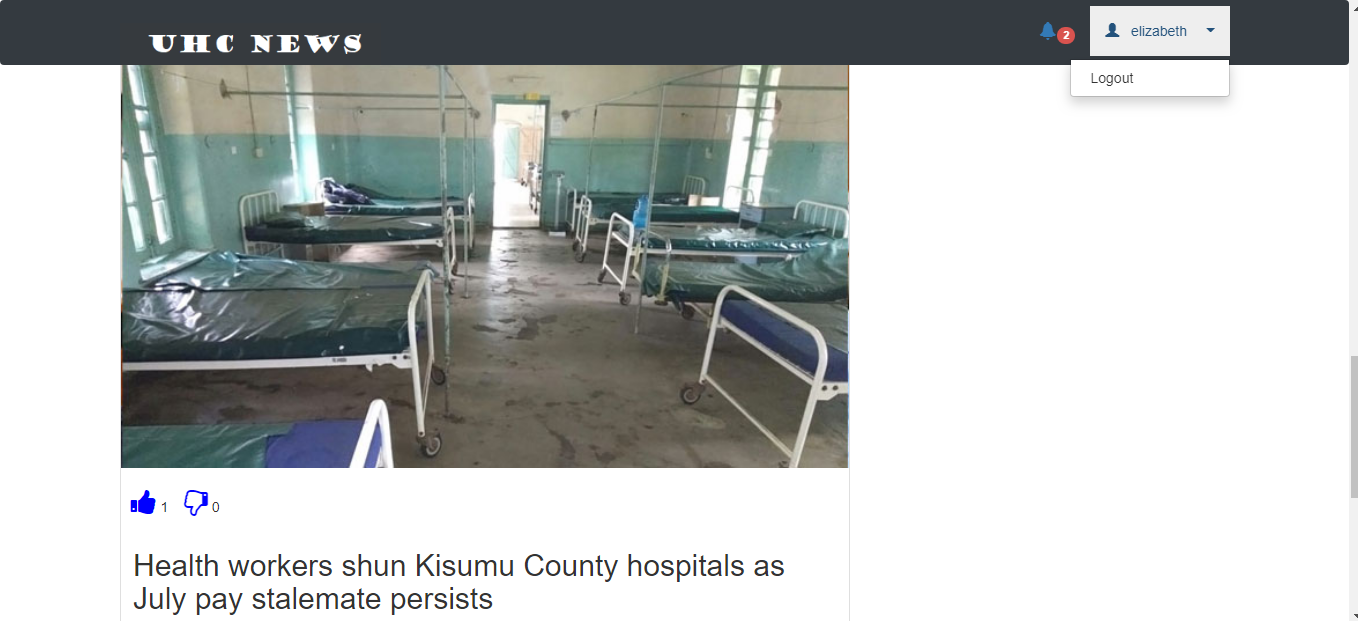 UHC NEWS
2
elizabeth
Logout
1
0
Health workers shun Kisumu County hospitals as
July pay stalemate persists